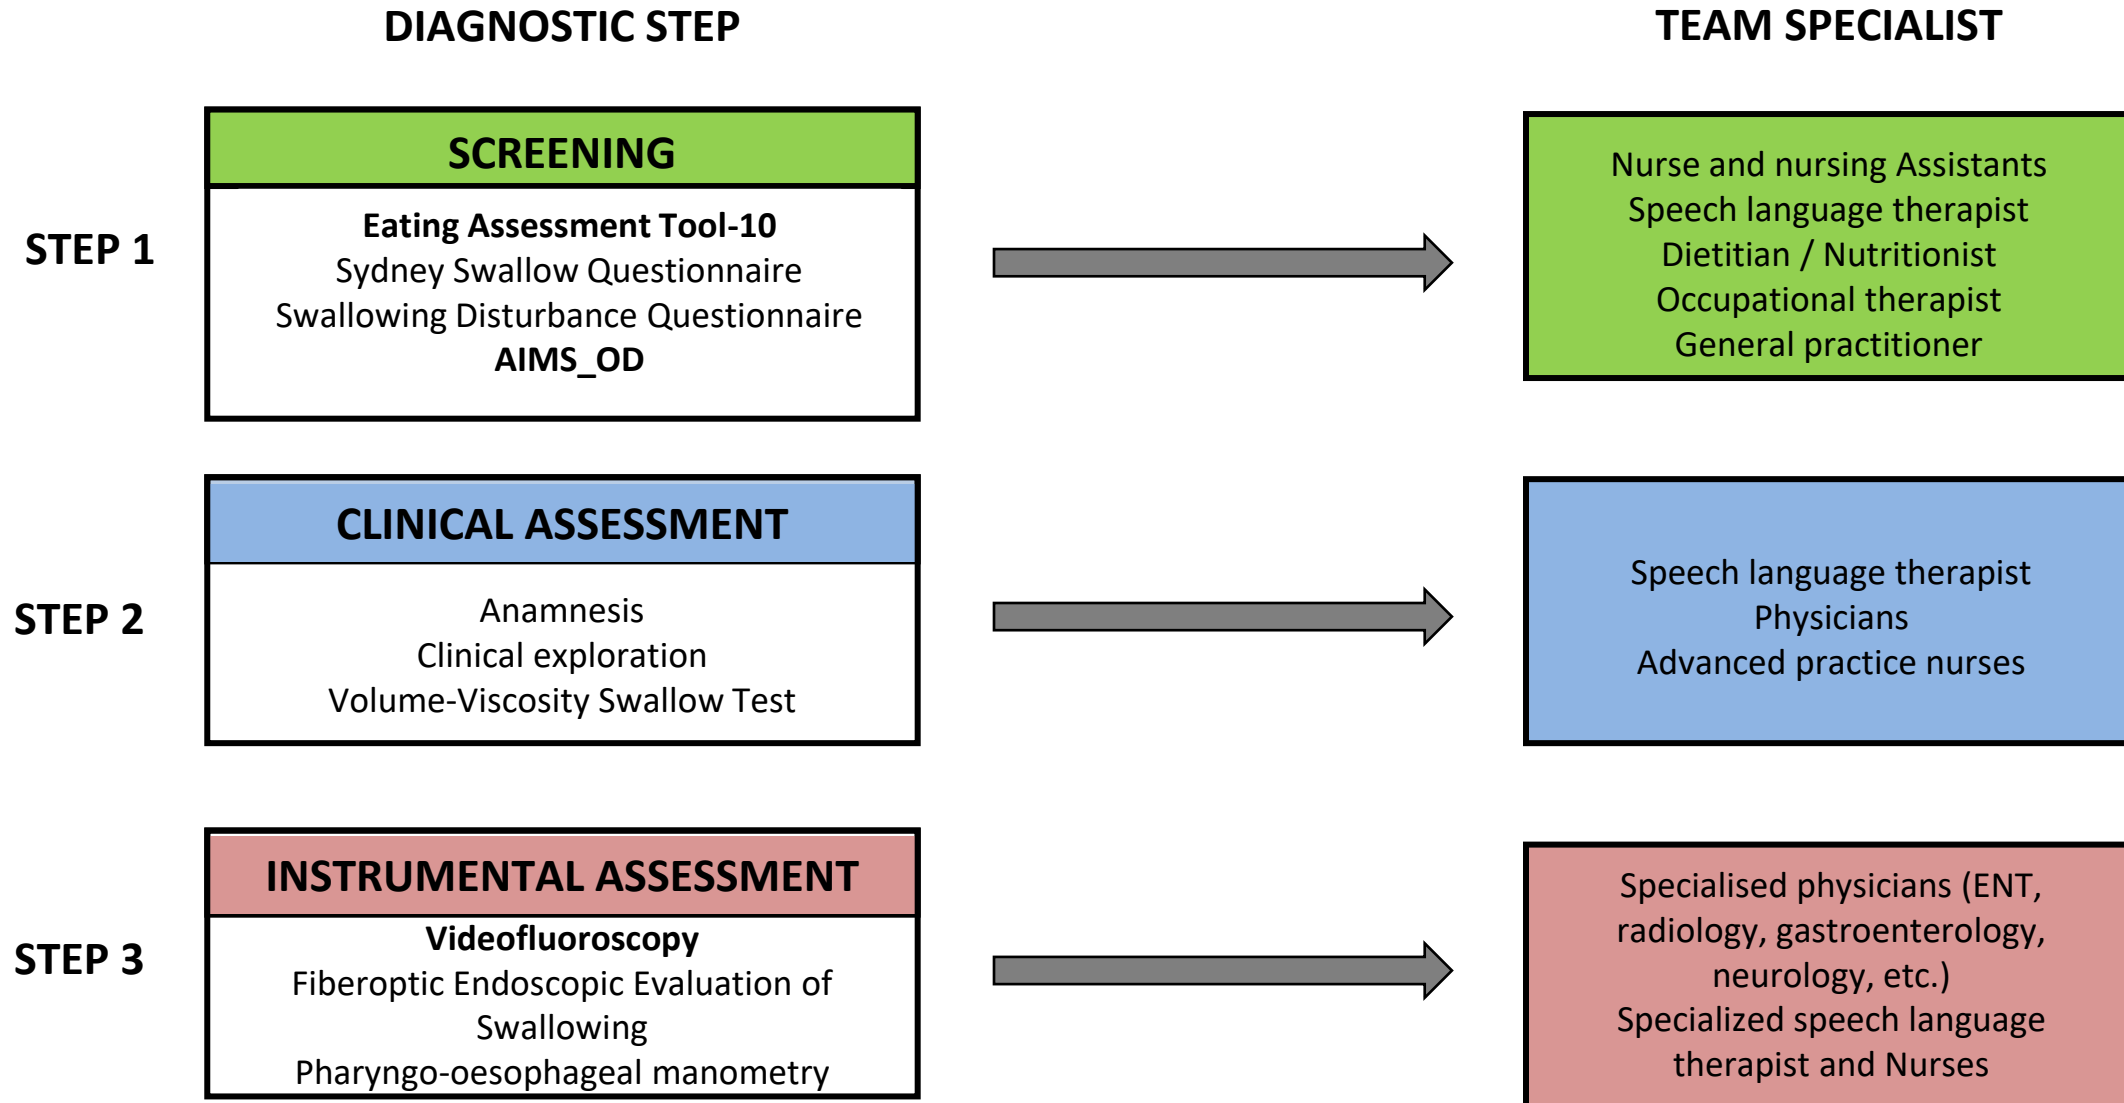 DIAGNOSTIC STEP
TEAM SPECIALIST
STEP 1
SCREENING
Eating Assessment Tool-10
Sydney Swallow Questionnaire
Swallowing Disturbance Questionnaire
AIMS_OD
Nurse and nursing Assistants
Speech language therapist
Dietitian / Nutritionist
Occupational therapist
General practitioner
STEP 2
CLINICAL ASSESSMENT
Anamnesis
Clinical exploration
Volume-Viscosity Swallow Test
Speech language therapist
Physicians
Advanced practice nurses
STEP 3
INSTRUMENTAL ASSESSMENT
Videofluoroscopy
Fiberoptic Endoscopic Evaluation of
Swallowing
Pharyngo-oesophageal manometry
Specialised physicians (ENT,
radiology, gastroenterology,
neurology, etc.)
Specialized speech language
therapist and Nurses